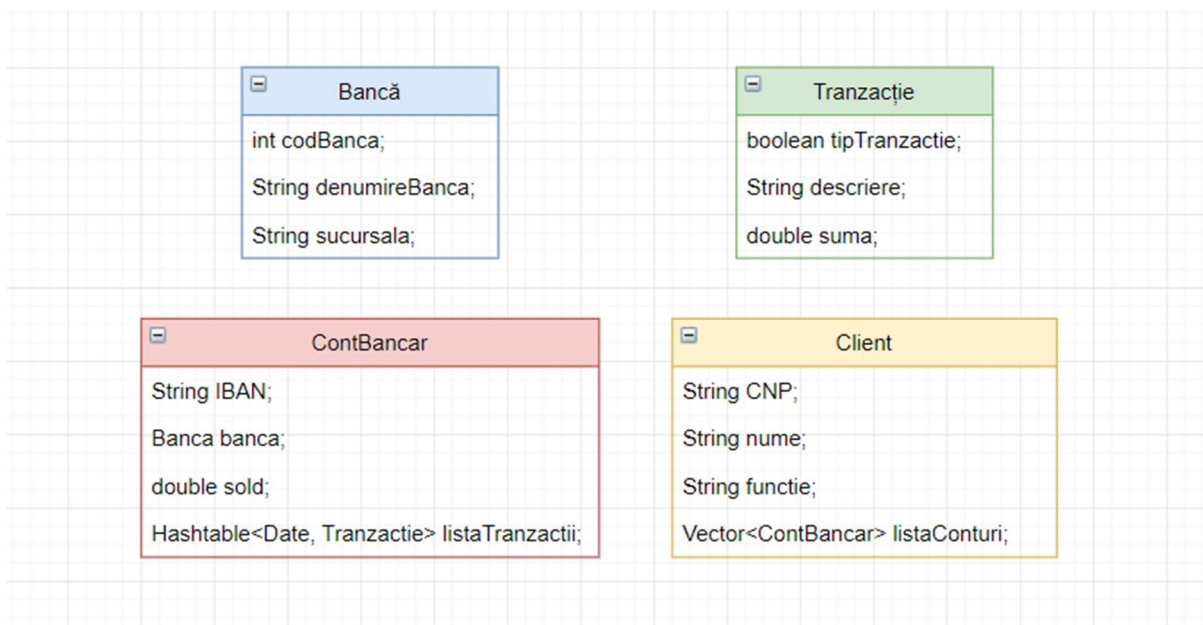 Bancă
int codBanca;
String denumireBanca;
String sucursala;
Tranzacție
boolean tipTranzactie;
String descriere;
double suma;
ContBancar
String IBAN;
Banca banca;
double sold;
Hashtable<Date, Tranzactie> listaTranzactii;
Client
String CNP;
String nume;
String functie;
Vector<ContBancar> listaConturi;